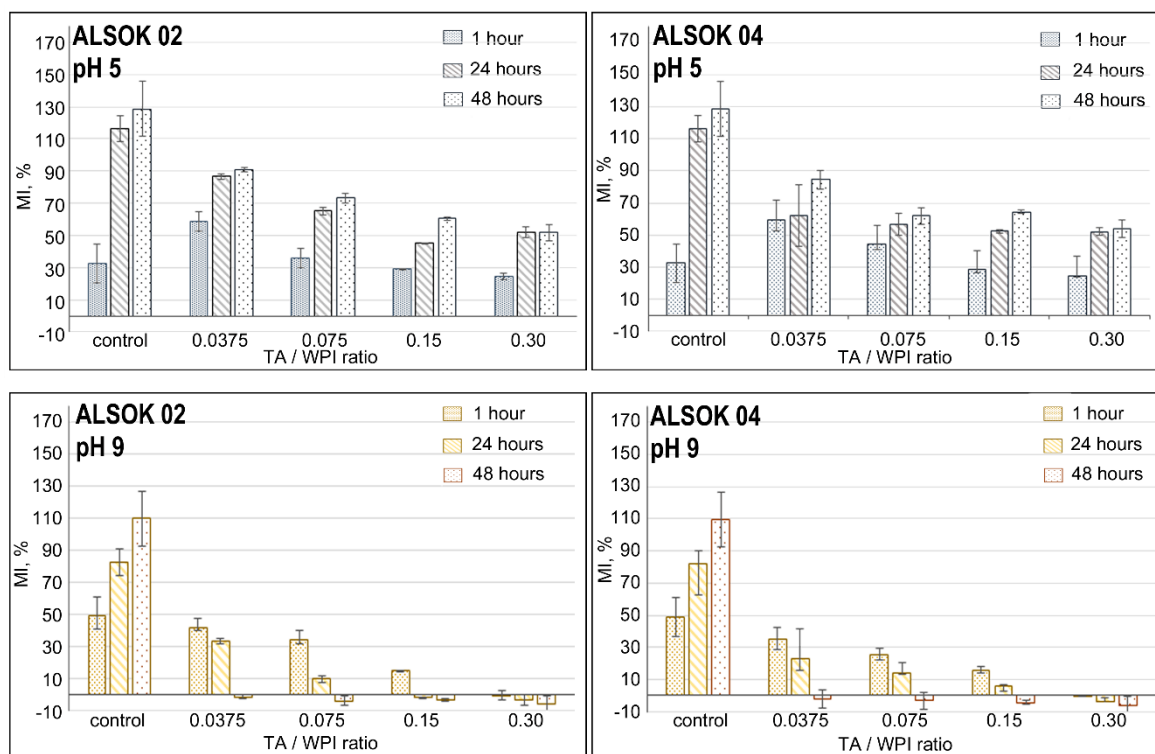 ALSOK 02
pH 5
1 hour
24 hours
48 hours
MI, %
170
150
130
110
90
70
50
30
10
-10
control
0.0375
0.075
0.15
0.30
TA / WPI ratio
ALSOK 04
pH 5
1 hour
24 hours
48 hours
MI, %
170
150
130
110
90
70
50
30
10
-10
control
0.0375
0.075
0.15
0.30
TA / WPI ratio
ALSOK 02
pH 9
1 hour
24 hours
48 hours
MI, %
170
150
130
110
90
70
50
30
10
-10
control
0.0375
0.075
0.15
0.30
TA / WPI ratio
ALSOK 04
pH 9
1 hour
24 hours
48 hours
MI, %
170
150
130
110
90
70
50
30
10
-10
control
0.0375
0.075
0.15
0.30
TA / WPI ratio